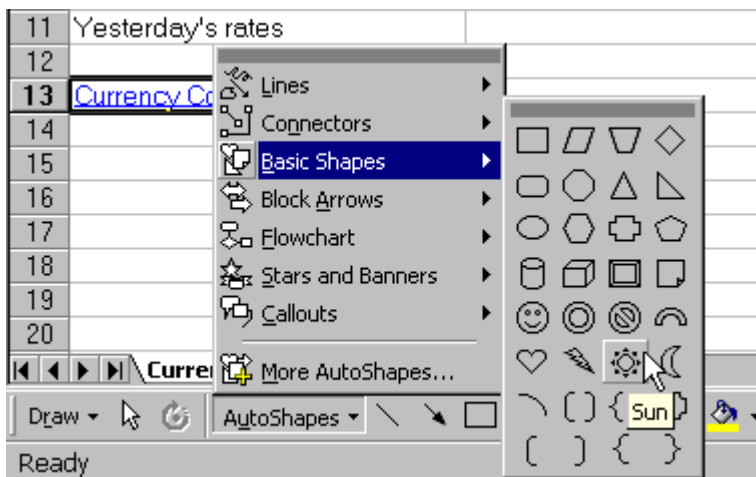 11 Yesterday's rates
12
13 Currency Co
14
15
16
17
18
19
20
Lines
Connectors
Basic Shapes
Block Arrows
Flowchart
Stars and Banners
Callouts
More AutoShapes...
Sun
Curre
Draw AutoShapes
Ready